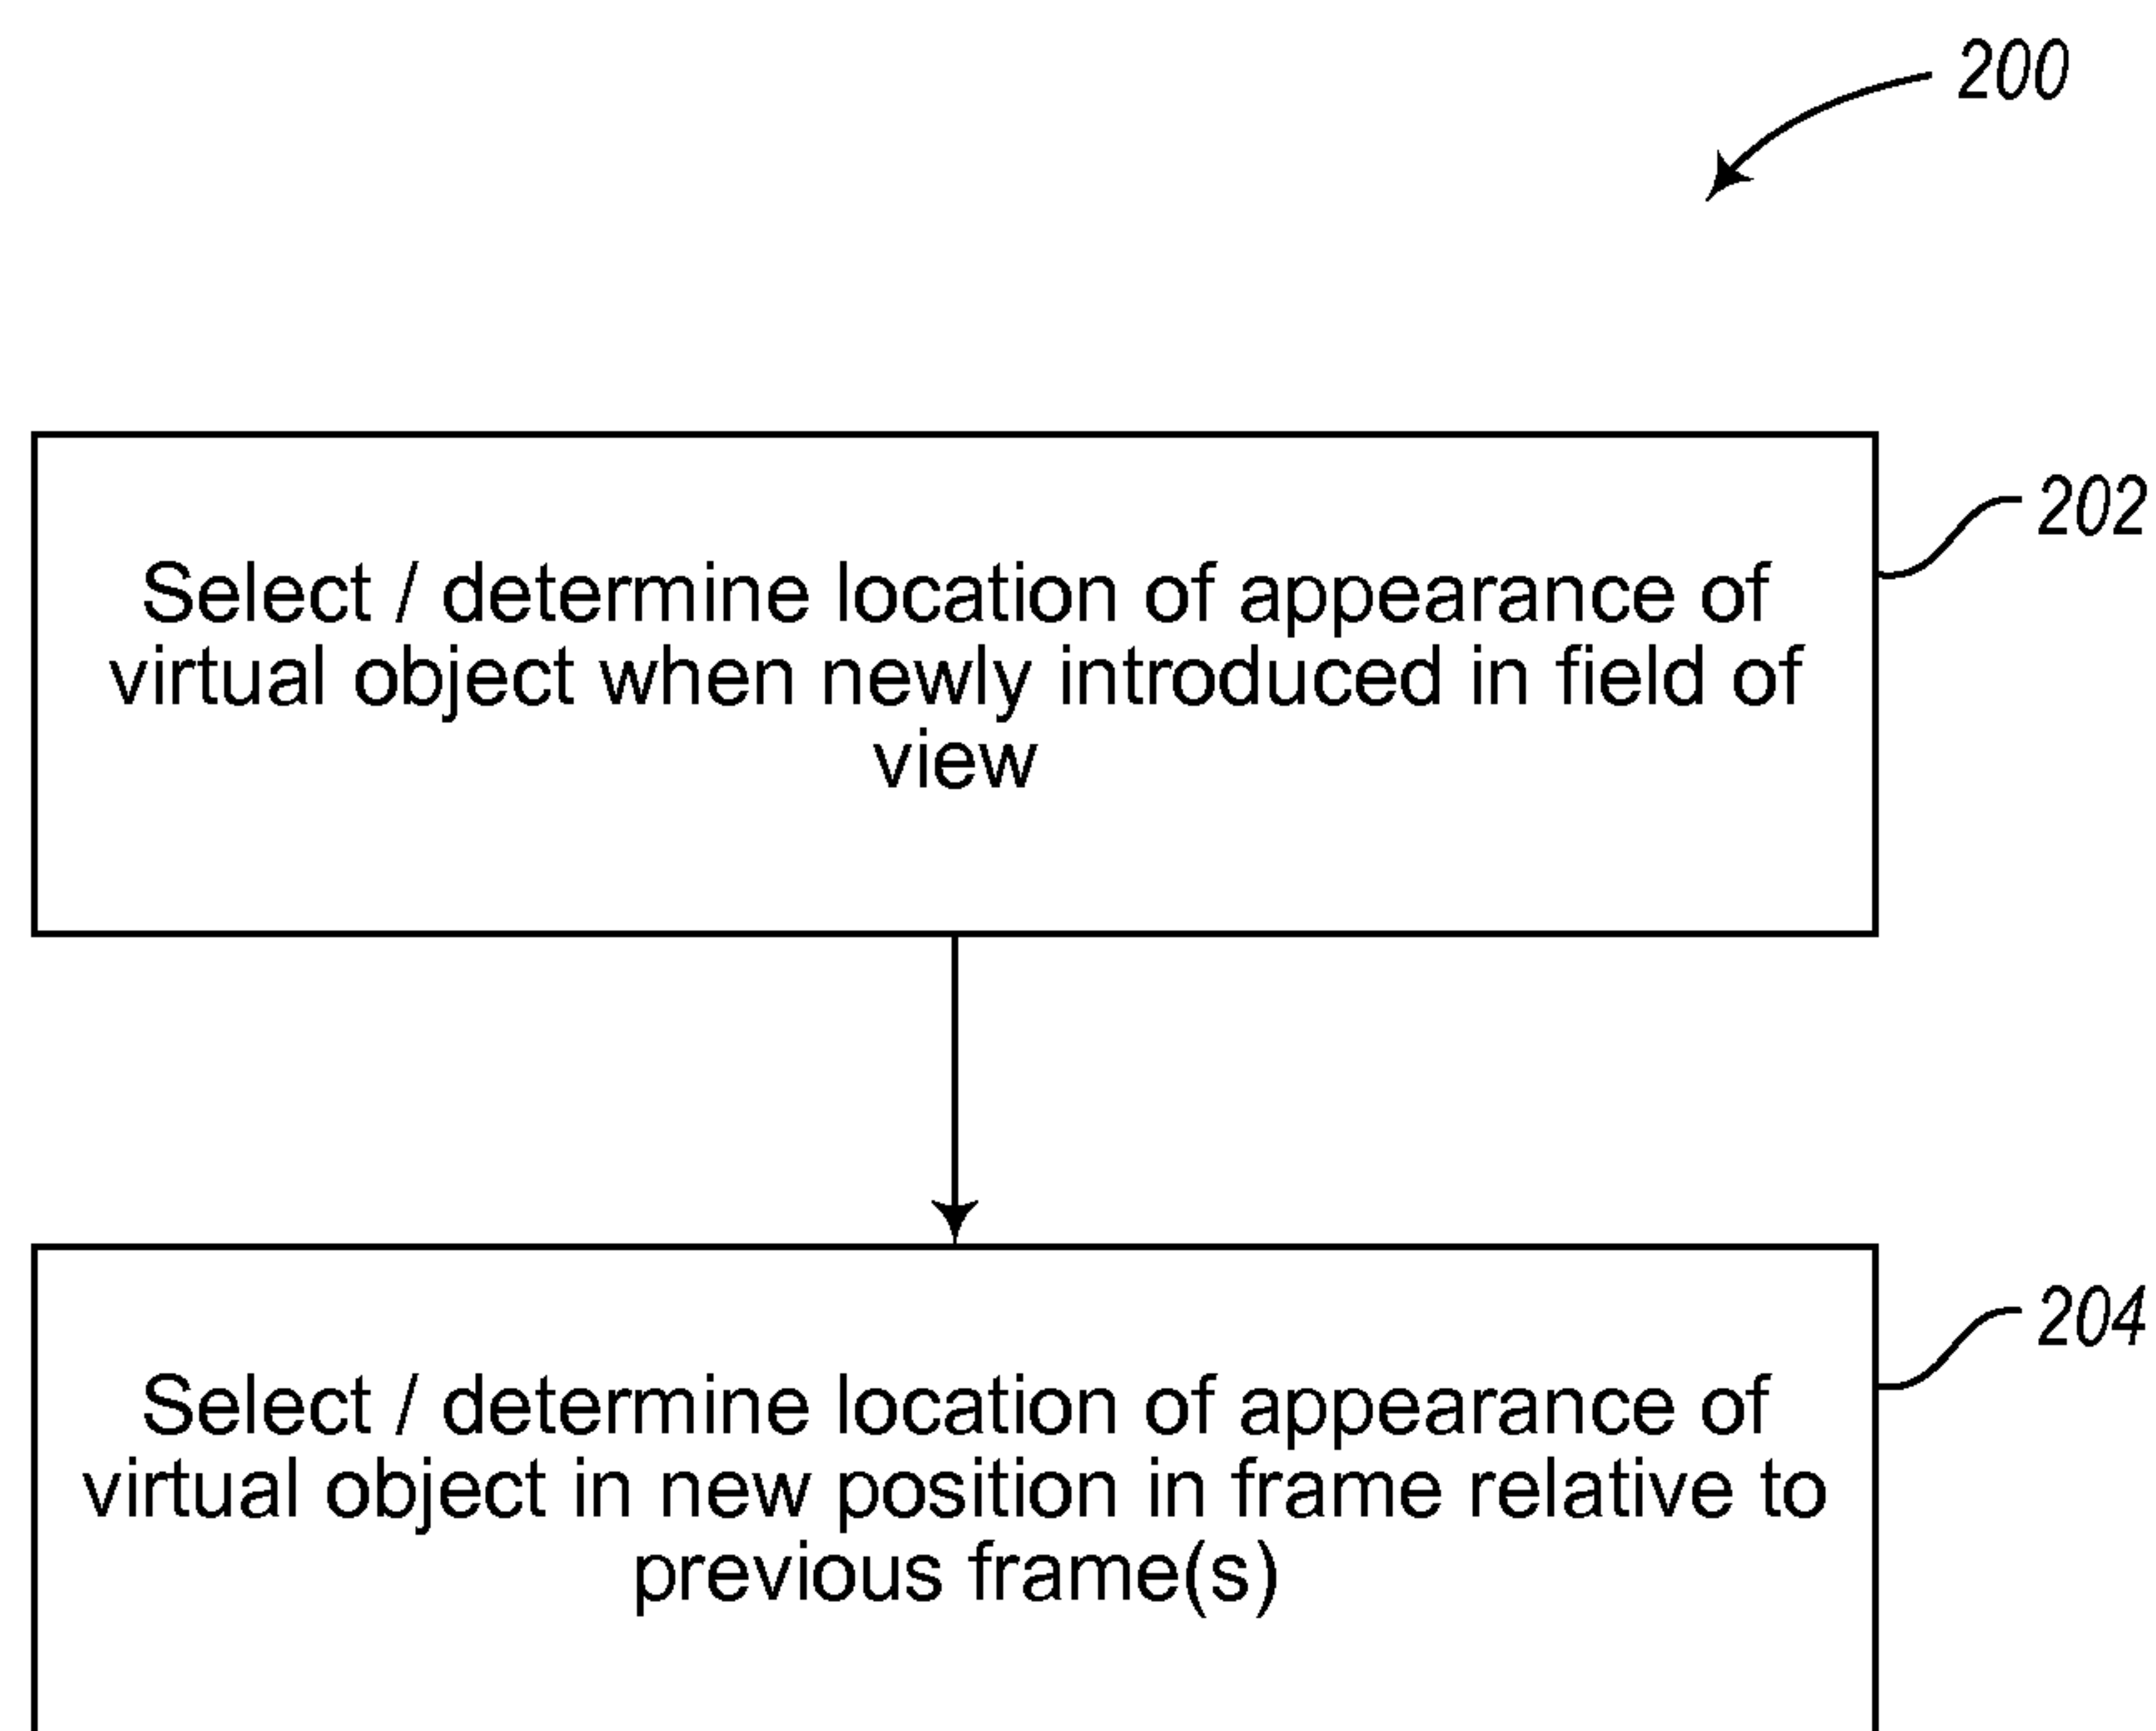 200
202
Select / determine location of appearance of
virtual object when newly introduced in field of
view
204
Select / determine location of appearance of
virtual object in new position in frame relative to
previous frame(s)